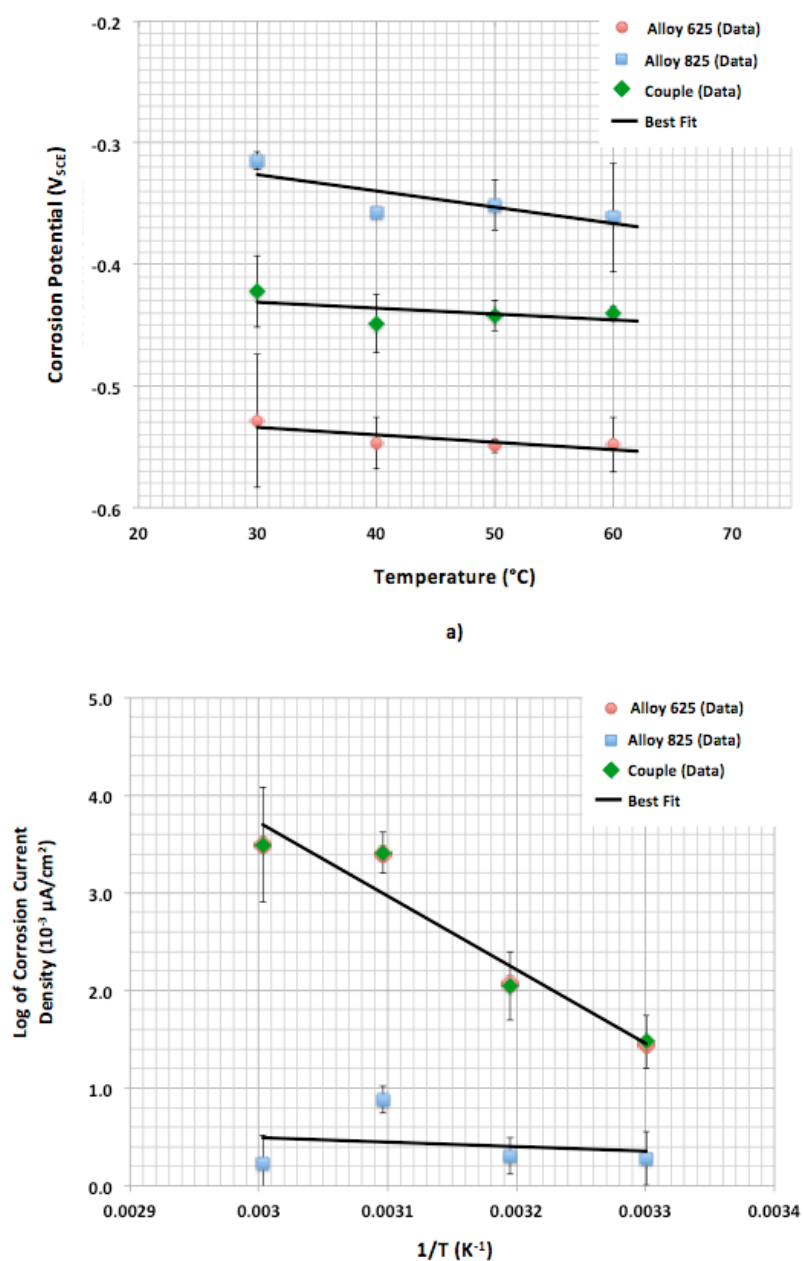 -0.2
-0.3
-0.4
-0.5
-0.6
Corrosion Potential (V_SCE)
Alloy 625 (Data)
Alloy 825 (Data)
Couple (Data)
Best Fit
20 30 40 50 60 70
Temperature (°C)
a)
5.0
4.0
3.0
2.0
1.0
0.0
Log of Corrosion Current
Density (10⁻³ µA/cm²)
Alloy 625 (Data)
Alloy 825 (Data)
Couple (Data)
Best Fit
0.0029 0.003 0.0031 0.0032 0.0033 0.0034
1/T (K⁻¹)